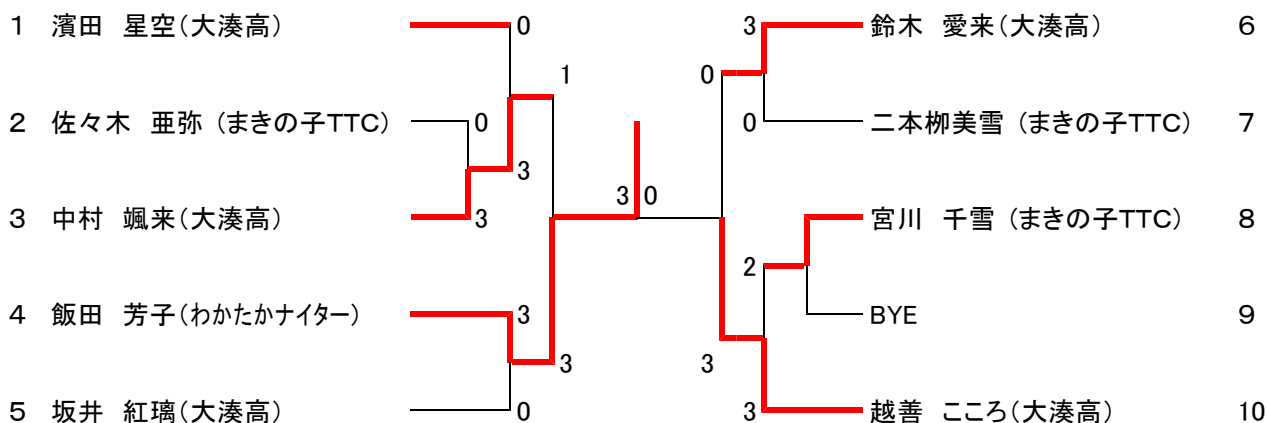 1 濱田 星空(大湊高) 0 3 鈴木 愛来(大湊高) 6
1 0
2 佐々木 亜弥 (まきの子TTC) 0 0 二本栁美雪 (まきの子TTC) 7
3
3 0
3 中村 颯来(大湊高) 3 宮川 千雪 (まきの子TTC) 8
2
4 飯田 芳子(わかたかナイター) 3 BYE 9
3 3
5 坂井 紅璃(大湊高) 0 3 越善 こころ(大湊高) 10